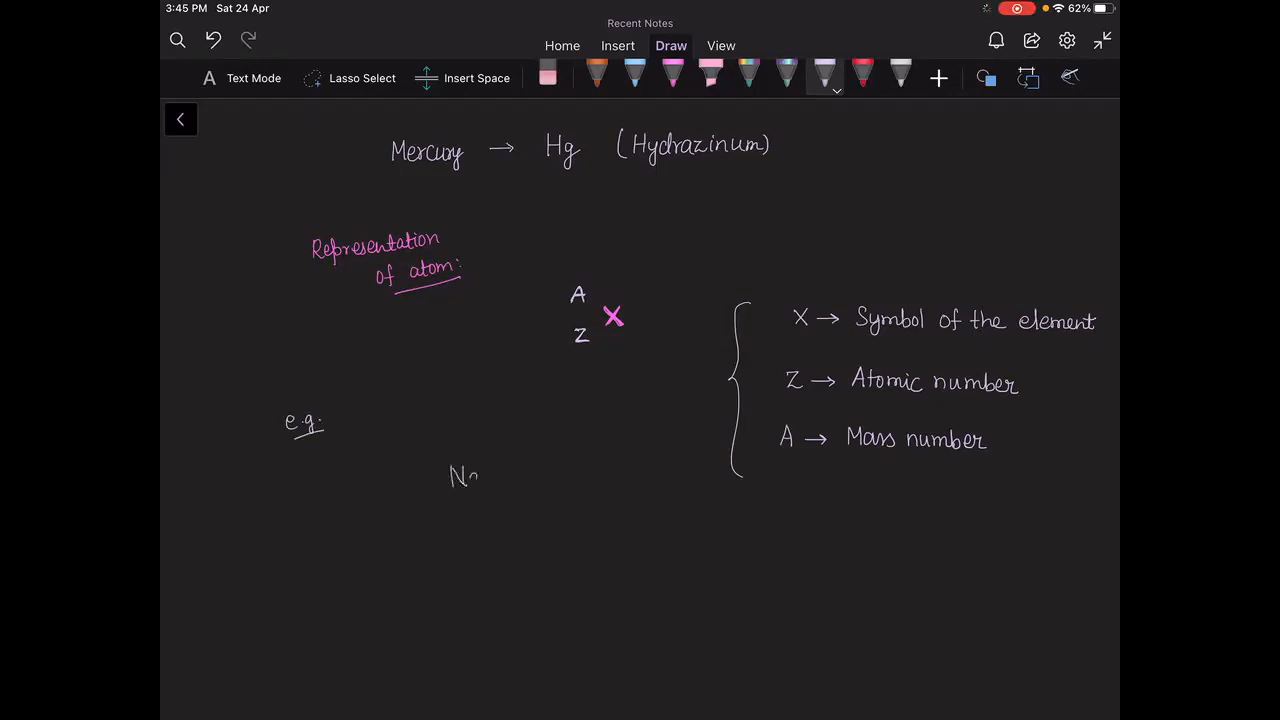 3:45 PM Sat 24 Apr
62%
Recent Notes
Home Insert Draw View
Text Mode Lasso Select Insert Space
Mercury → Hg (Hydrazinum)
Representation
of atom:
A
X
Z
X → Symbol of the element
Z → Atomic number
A → Mass number
e.g: